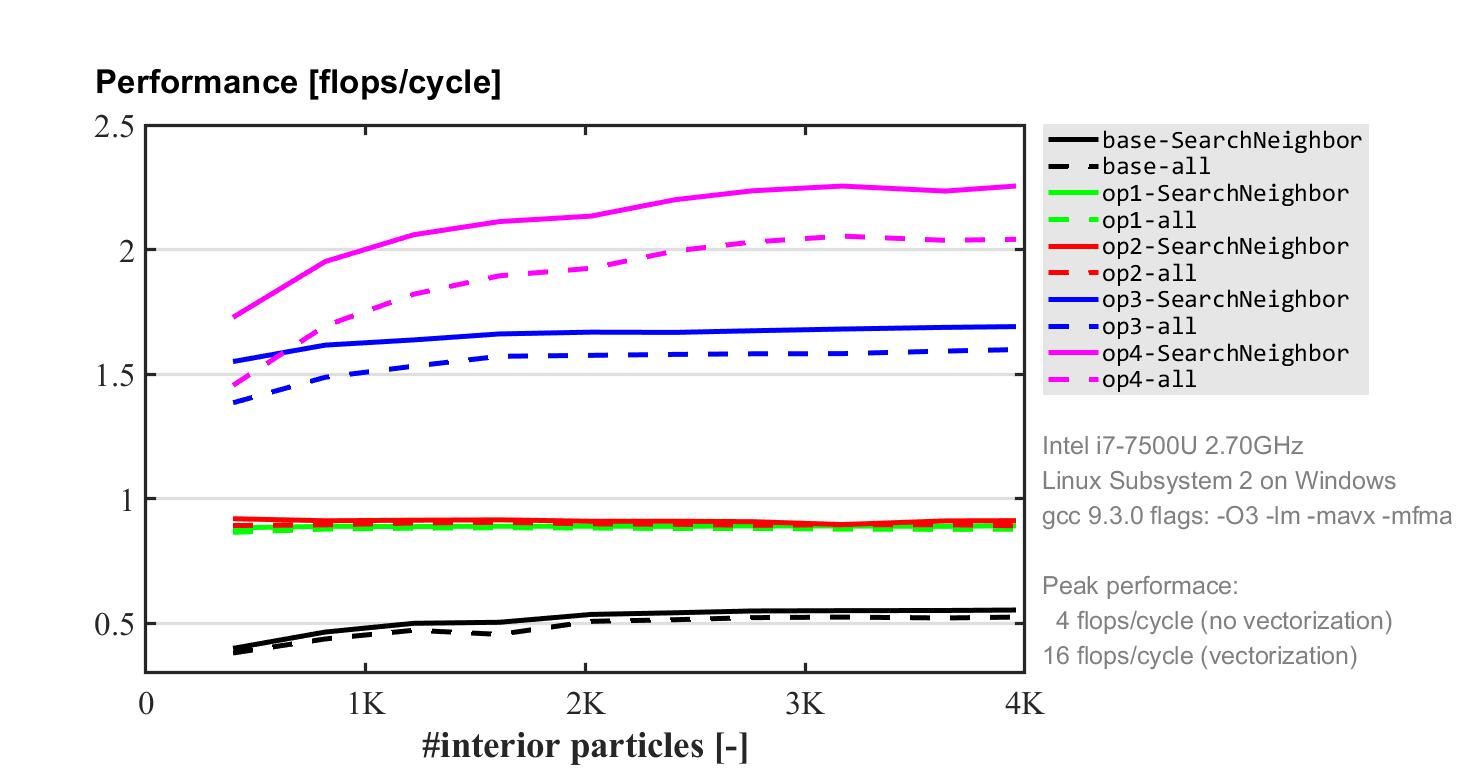 Performance [flops/cycle]
2.5
2
1.5
1
0.5
0
1K
2K
3K
4K
#interior particles [-]
base-SearchNeighbor
base-all
op1-SearchNeighbor
op1-all
op2-SearchNeighbor
op2-all
op3-SearchNeighbor
op3-all
op4-SearchNeighbor
op4-all
Intel i7-7500U 2.70GHz
Linux Subsystem 2 on Windows
gcc 9.3.0 flags: -O3 -lm -mavx -mfma
Peak performace:
4 flops/cycle (no vectorization)
16 flops/cycle (vectorization)